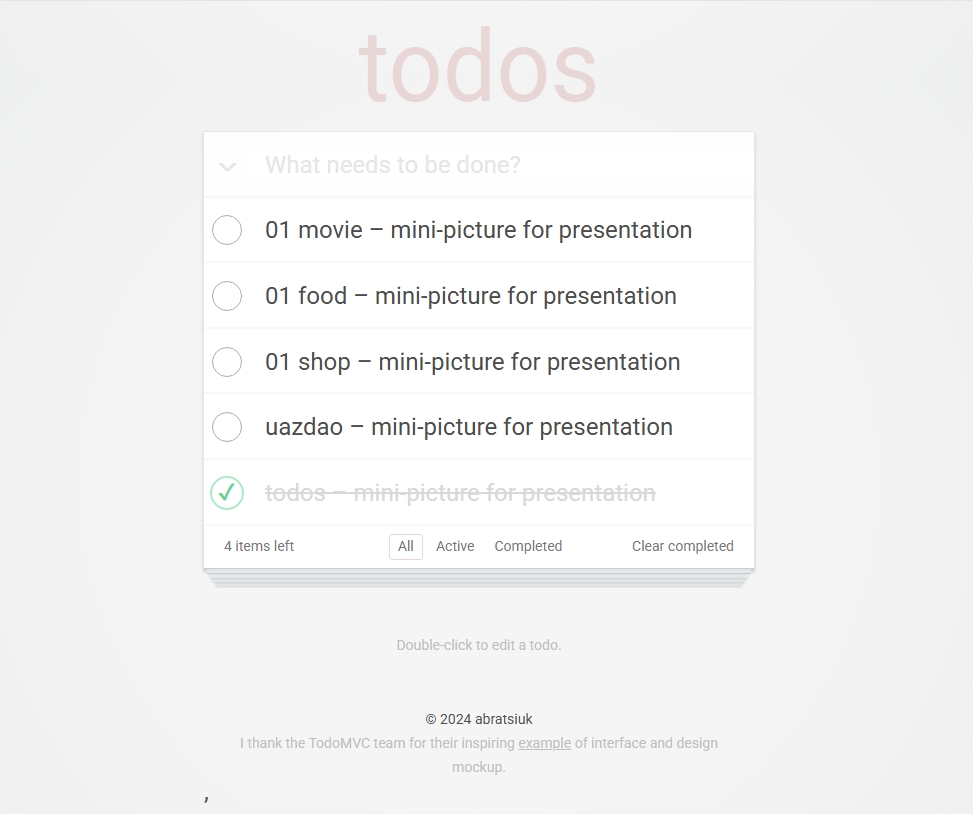 todos
What needs to be done?
01 movie – mini-picture for presentation
01 food – mini-picture for presentation
01 shop – mini-picture for presentation
uazdao – mini-picture for presentation
todos – mini-picture for presentation
4 items left All Active Completed Clear completed
Double-click to edit a todo.
© 2024 abratsiuk
I thank the TodoMVC team for their inspiring example of interface and design
mockup.
,